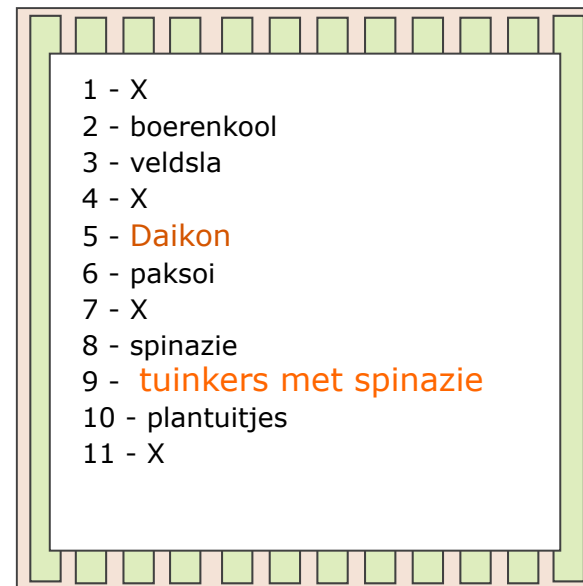 1 - X
2 - boerenkool
3 - veldsla
4 - X
5 - Daikon
6 - paksoi
7 - X
8 - spinazie
9 - tuinkers met spinazie
10 - plantuitjes
11 - X